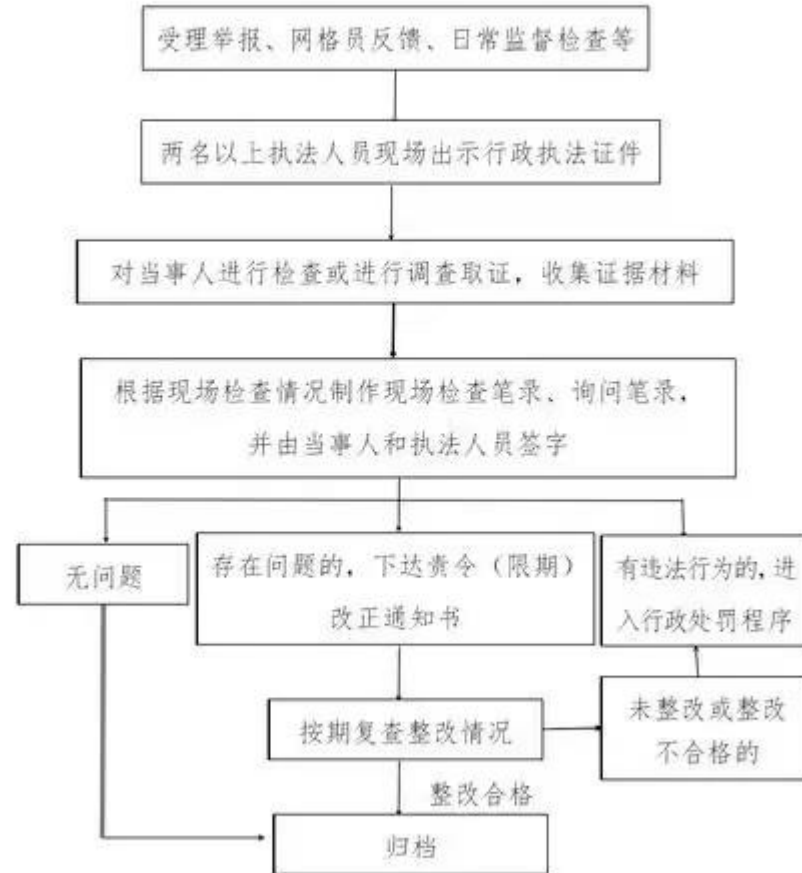 受理举报、网格员反馈、日常监督检查等
两名以上执法人员现场出示行政执法证件
对当事人进行检查或进行调查取证，收集证据材料
根据现场检查情况制作现场检查笔录、询问笔录，
并由当事人和执法人员签字
无问题
存在问题的，下达责令（限期）
改正通知书
有违法行为的，进
入行政处罚程序
按期复查整改情况
未整改或整改
不合格的
整改合格
归档